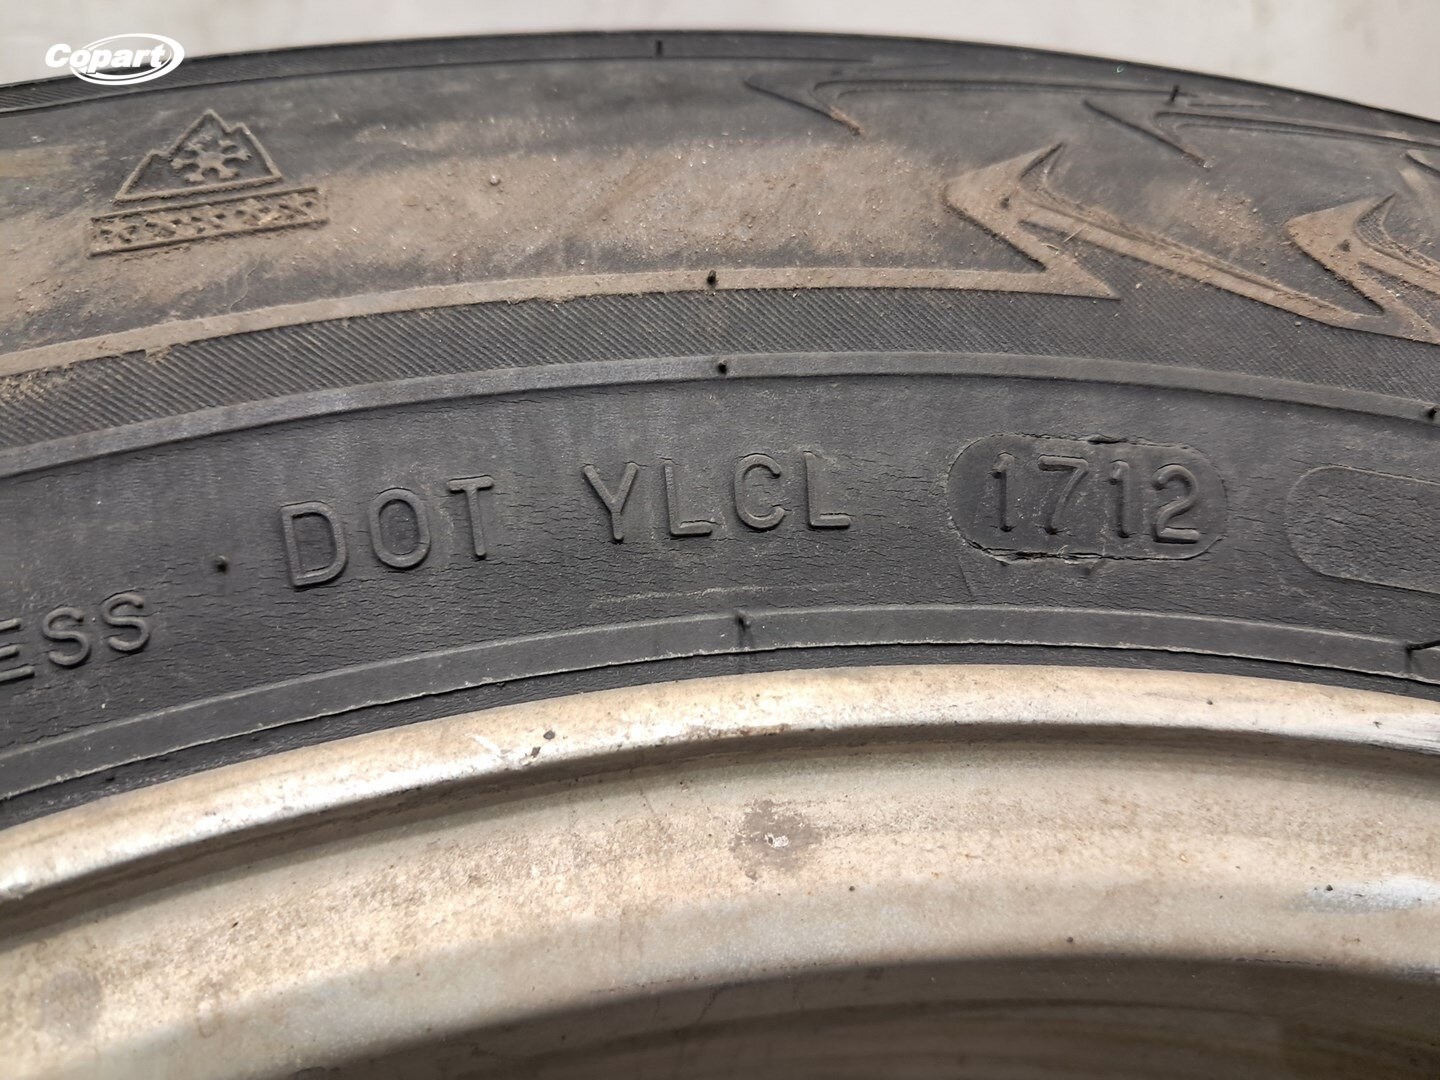 Copart
DOT YLCL 1712
ESS